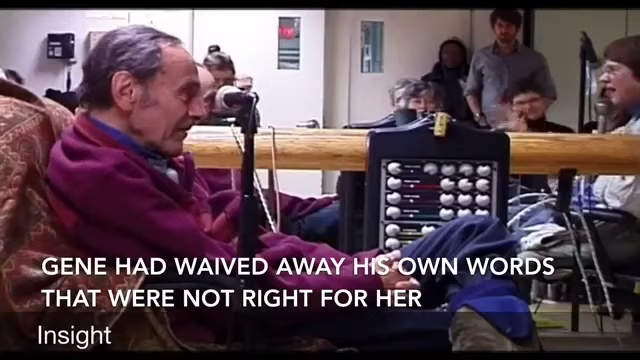 GENE HAD WAIVED AWAY HIS OWN WORDS
THAT WERE NOT RIGHT FOR HER
Insight